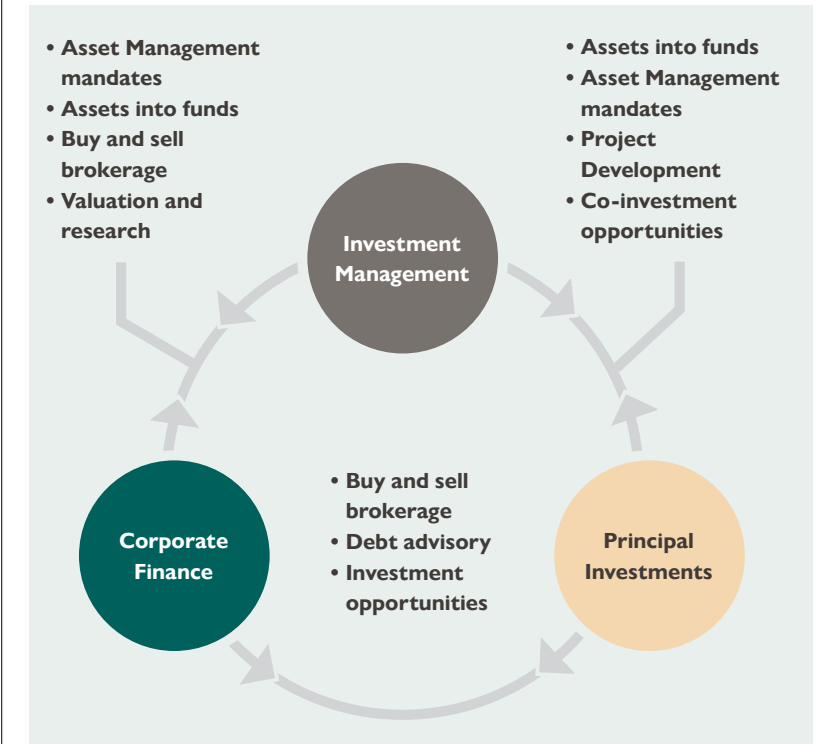 • Asset Management
mandates
• Assets into funds
• Buy and sell
brokerage
• Valuation and
research
• Assets into funds
• Asset Management
mandates
• Project
Development
• Co-investment
opportunities
Investment
Management
• Buy and sell
brokerage
• Debt advisory
• Investment
opportunities
Corporate
Finance
Principal
Investments